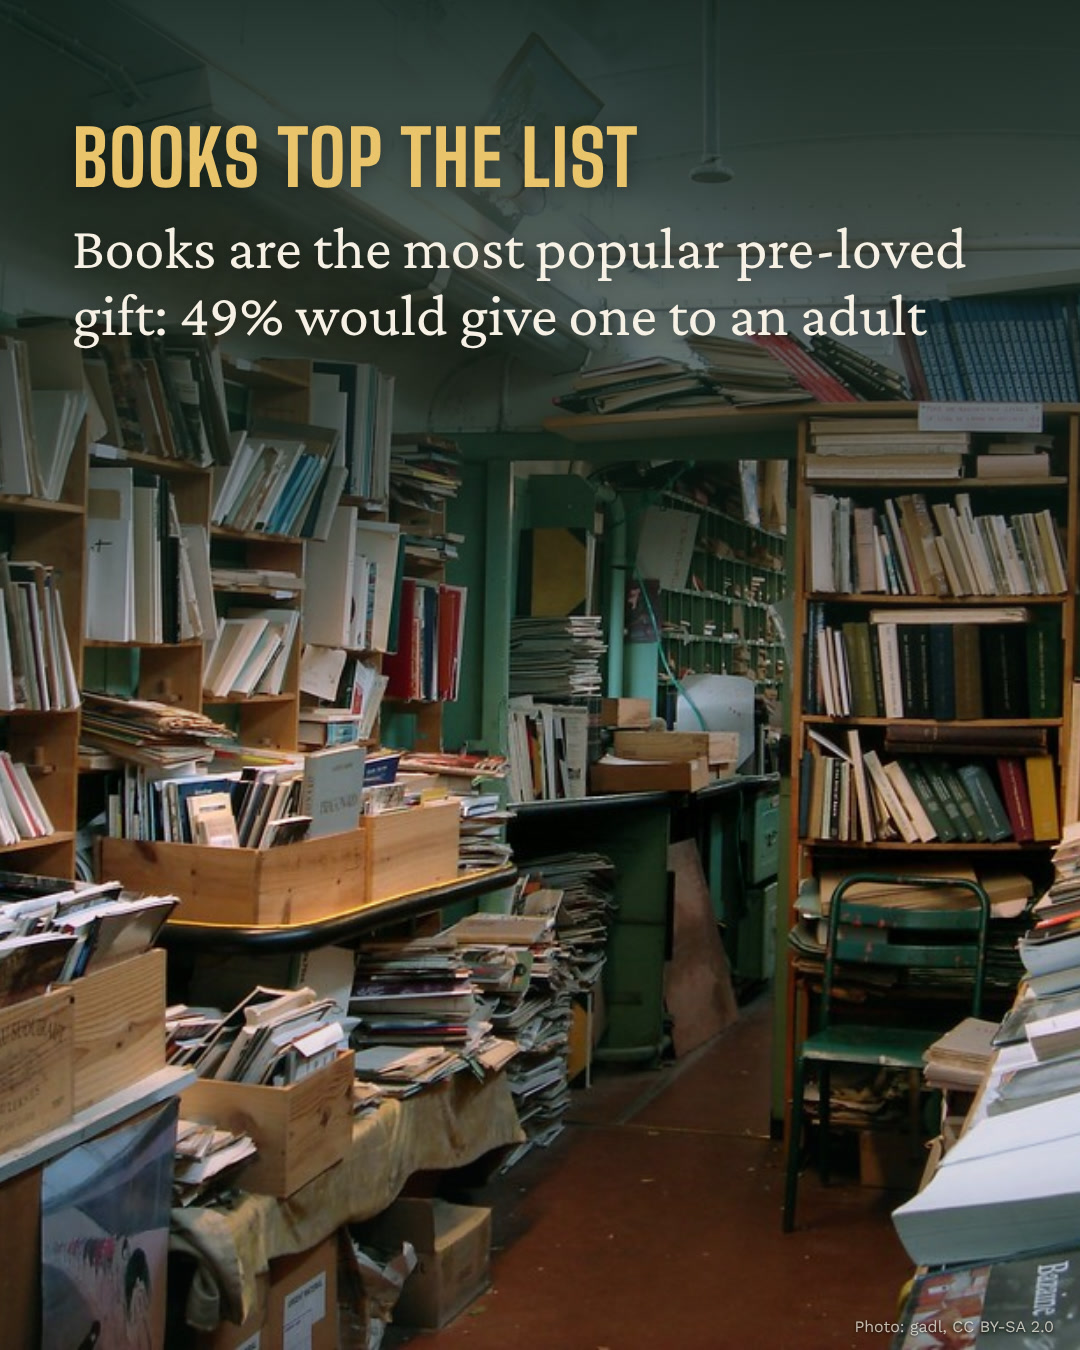 BOOKS TOP THE LIST
Books are the most popular pre-loved
gift: 49% would give one to an adult
Photo: gadl, CC BY-SA 2.0